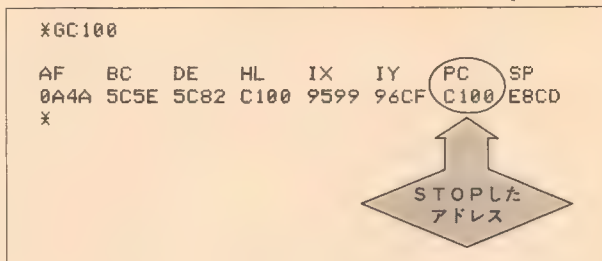 *GC100
AF BC DE HL IX IY PC SP
0A4A 5C5E 5C82 C100 9599 96CF C100 E8CD
*
STOPした
アドレス